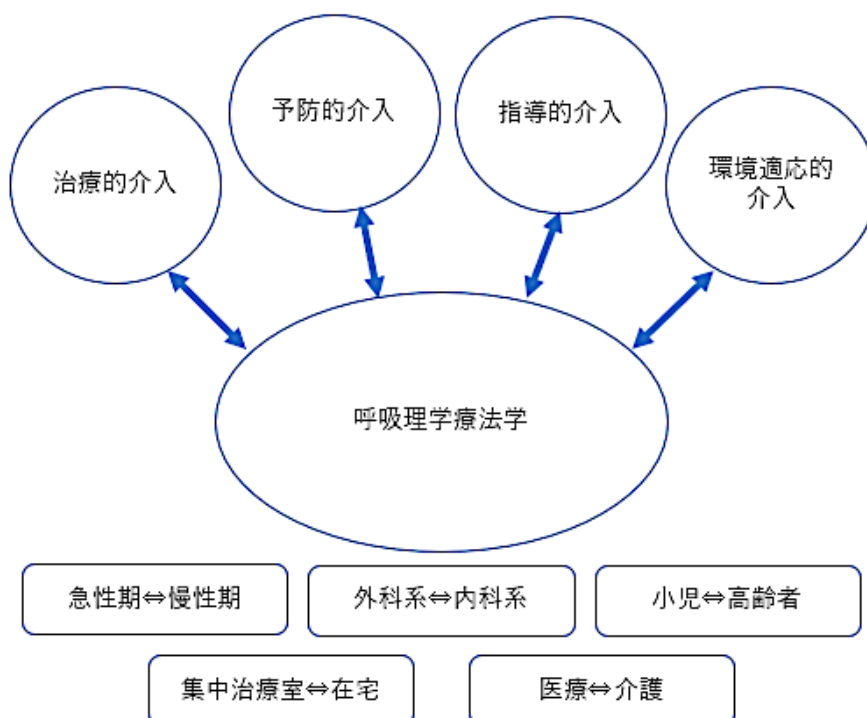 予防的介入
指導的介入
治療的介入
環境適応的
介入
呼吸理学療法学
急性期⇔慢性期
外科系⇔内科系
小児⇔高齢者
集中治療室⇔在宅
医療⇔介護